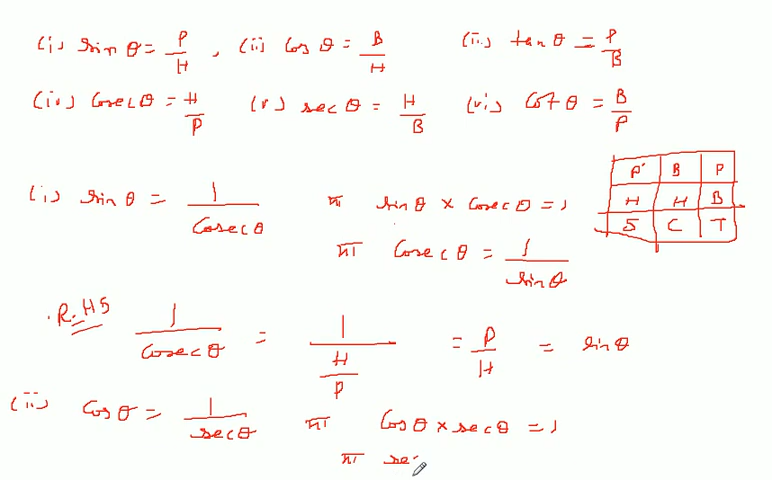 (i) sin θ = P/H , (ii) cos θ = B/H (iii) tan θ = P/B
(iv) cosec θ = H/P (v) sec θ = H/B (vi) cot θ = B/P
P B P
H H B
S C T
(i) sin θ = 1/cosec θ या sin θ × cosec θ = 1
या cosec θ = 1/sin θ
R.H.S 1/cosec θ = 1/(H/P) = P/H = sin θ
(ii) cos θ = 1/sec θ या cos θ × sec θ = 1
या se